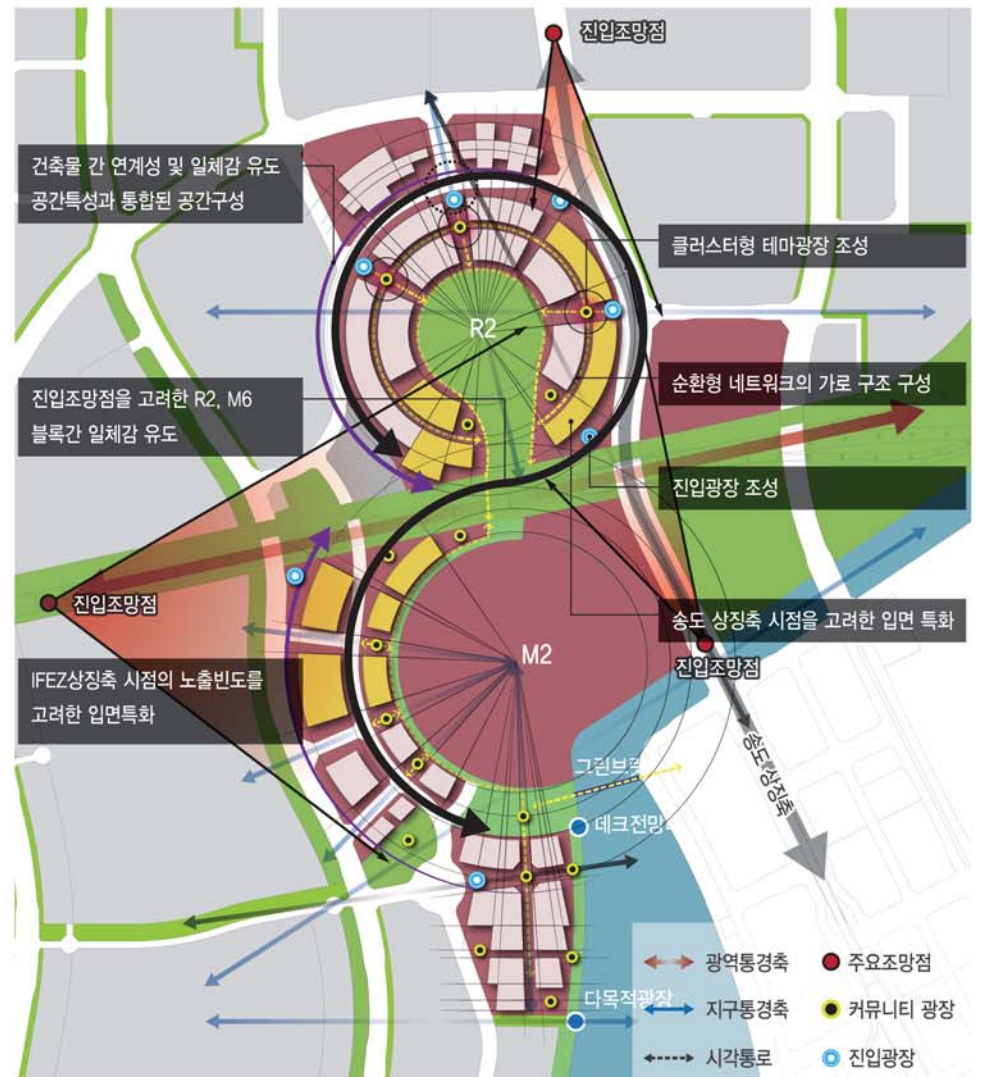 진입조망점
건축물 간 연계성 및 일체감 유도
공간특성과 통합된 공간구성
클러스터형 테마광장 조성
R2
순환형 네트워크의 가로 구조 구성
진입조망점을 고려한 R2, M6
블록간 일체감 유도
진입광장 조성
진입조망점
송도 상징축 시점을 고려한 입면 특화
M2
진입조망점
IFEZ상징축 시점의 노출빈도를
고려한 입면특화
송도 상징축
그린브
데크전망
다목적광장
광역통경축
주요조망점
지구통경축
커뮤니티 광장
시각통로
진입광장